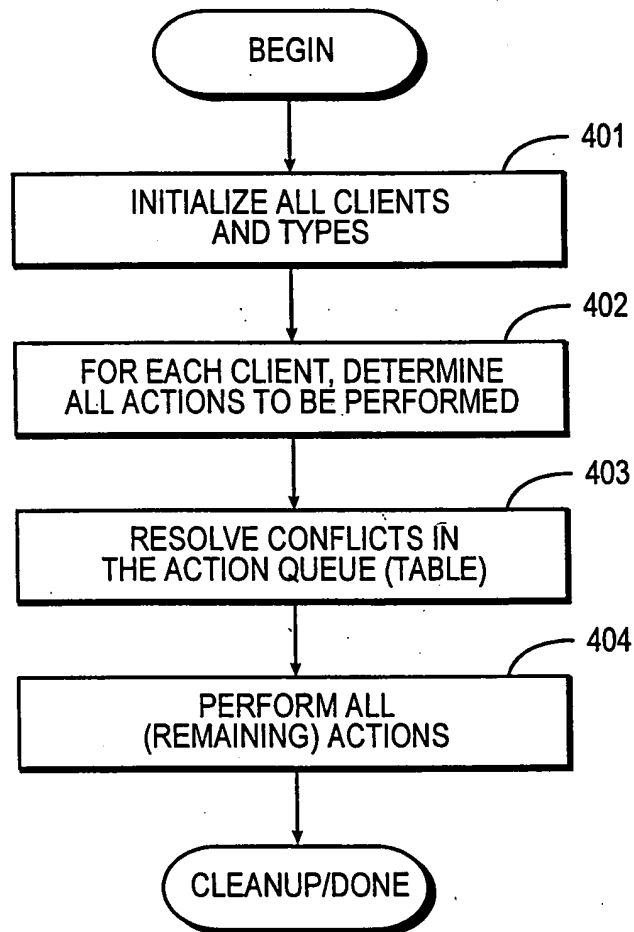 BEGIN
401
INITIALIZE ALL CLIENTS
AND TYPES
402
FOR EACH CLIENT, DETERMINE
ALL ACTIONS TO BE PERFORMED
403
RESOLVE CONFLICTS IN
THE ACTION QUEUE (TABLE)
404
PERFORM ALL
(REMAINING) ACTIONS
CLEANUP/DONE